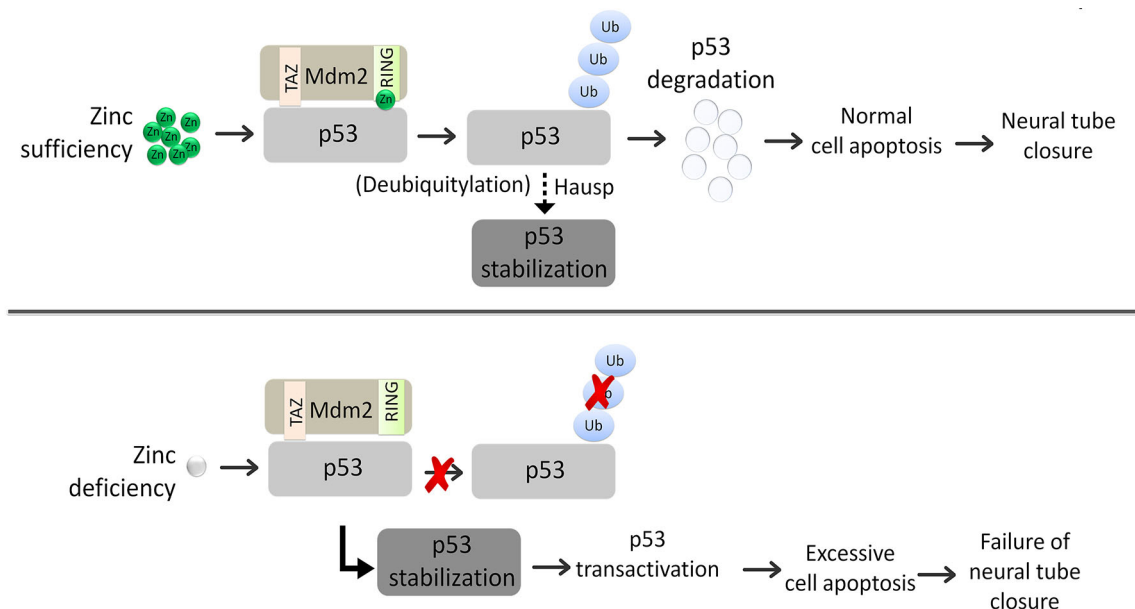 Zinc
sufficiency
Zn
Zn
Zn
Zn
Zn
Zn
Zn
TAZ
Mdm2
RING
Zn
p53
Ub
Ub
Ub
p53
p53
degradation
Normal
cell apoptosis
Neural tube
closure
(Deubiquitylation)
Hausp
p53
stabilization
Zinc
deficiency
TAZ
Mdm2
RING
p53
Ub
Ub
p53
p53
stabilization
p53
transactivation
Excessive
cell apoptosis
Failure of
neural tube
closure